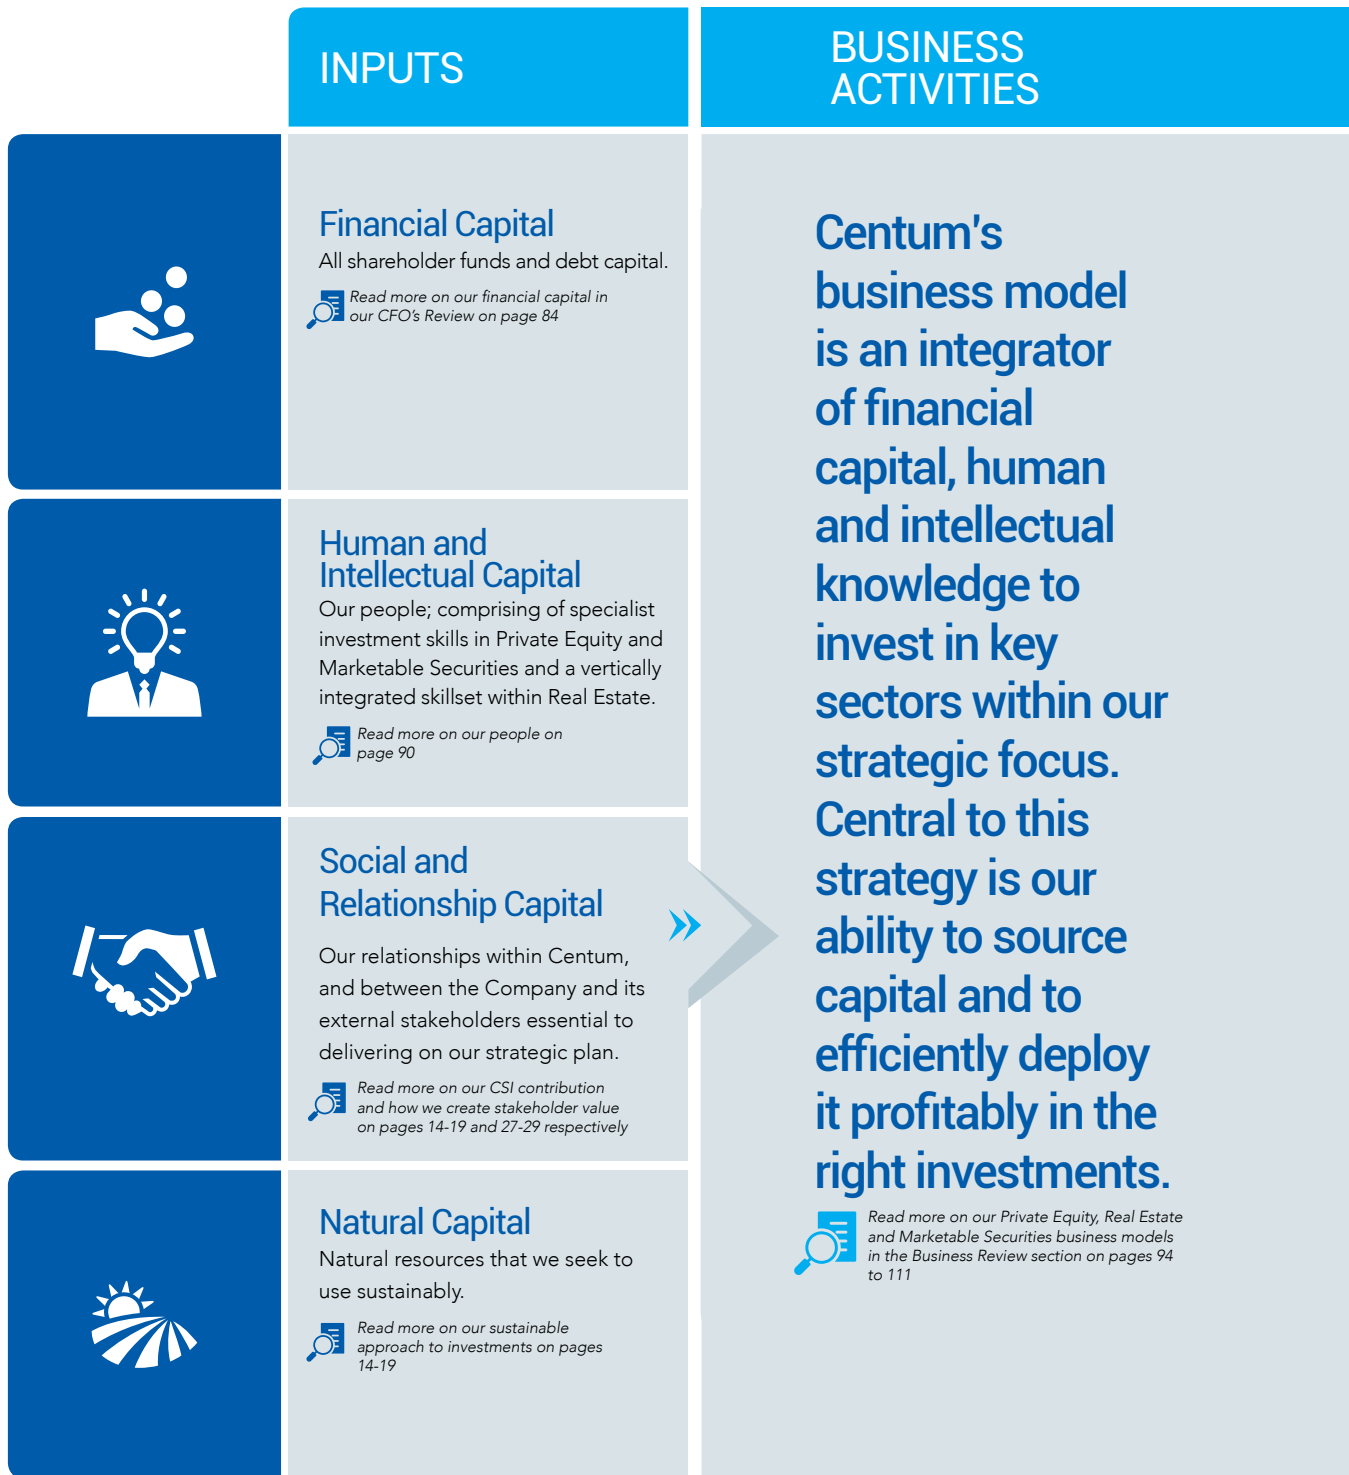 INPUTS
BUSINESS
ACTIVITIES
Financial Capital
All shareholder funds and debt capital.
Read more on our financial capital in
our CFO's Review on page 84
Human and
Intellectual Capital
Our people; comprising of specialist
investment skills in Private Equity and
Marketable Securities and a vertically
integrated skillset within Real Estate.
Read more on our people on
page 90
Social and
Relationship Capital
Our relationships within Centum,
and between the Company and its
external stakeholders essential to
delivering on our strategic plan.
Read more on our CSI contribution
and how we create stakeholder value
on pages 14-19 and 27-29 respectively
Natural Capital
Natural resources that we seek to
use sustainably.
Read more on our sustainable
approach to investments on pages
14-19
Centum's
business model
is an integrator
of financial
capital, human
and intellectual
knowledge to
invest in key
sectors within our
strategic focus.
Central to this
strategy is our
ability to source
capital and to
efficiently deploy
it profitably in the
right investments.
Read more on our Private Equity, Real Estate
and Marketable Securities business models
in the Business Review section on pages 94
to 111